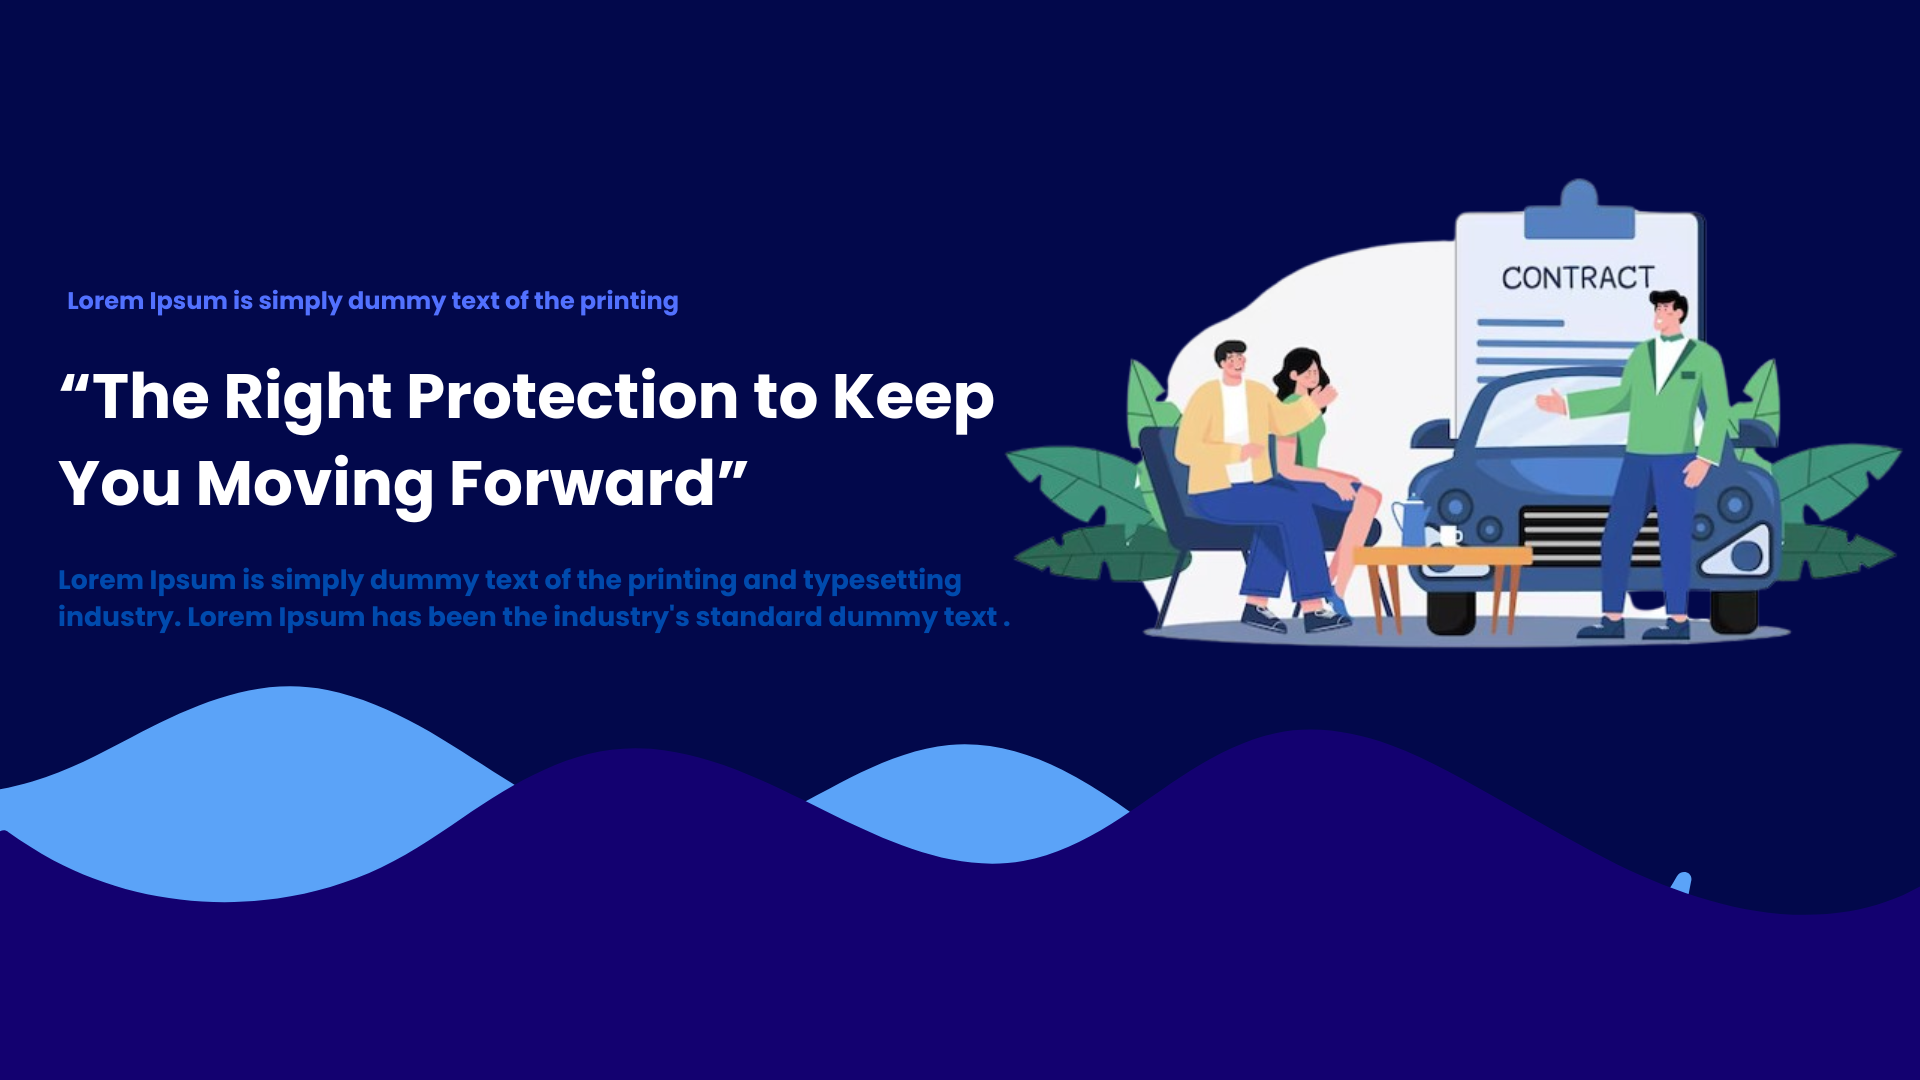 Lorem Ipsum is simply dummy text of the printing
“The Right Protection to Keep
You Moving Forward”
Lorem Ipsum is simply dummy text of the printing and typesetting
industry. Lorem Ipsum has been the industry's standard dummy text .
CONTRACT